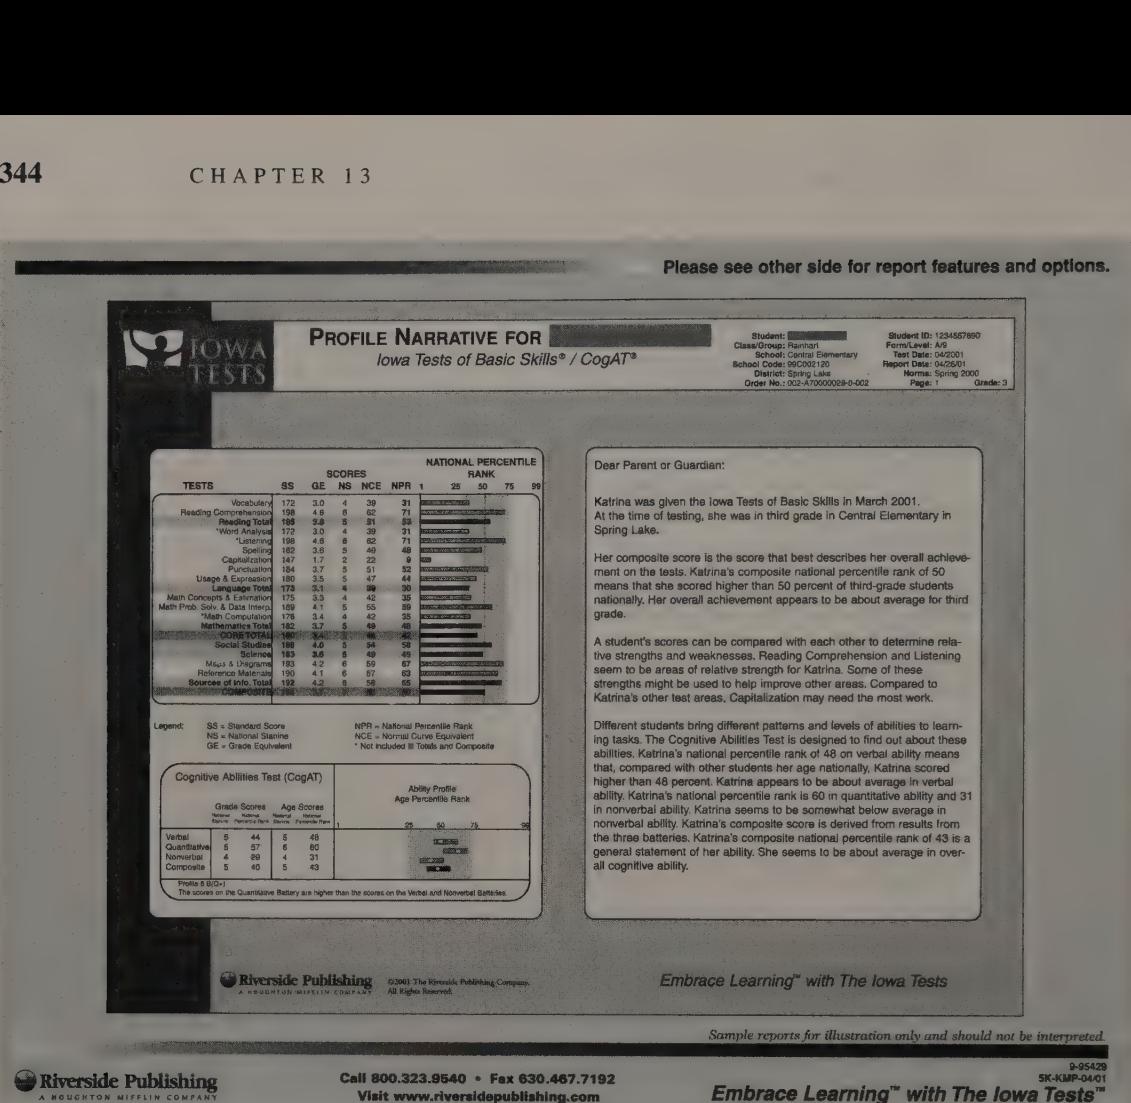 344 CHAPTER 13
Please see other side for report features and options.
IOWA
TESTS
PROFILE NARRATIVE FOR
Iowa Tests of Basic Skills® / CogAT®
Student:
Class/Group: Rainhart
School: Central Elementary
School Code: 99C002120
District: Spring Lake
Order No.: 002-A70000028-0-002
Student ID: 1234567890
Form/Level: A/9
Test Date: 04/2001
Report Date: 04/26/01
Norms: Spring 2000
Page: 1 Grade: 3
NATIONAL PERCENTILE
SCORES RANK
TESTS SS GE NS NCE NPR 1 25 50 75 99
Vocabulary 172 3.0 4 39 31
Reading Comprehension 198 4.6 6 62 71
Reading Total 185 3.8 5 51 52
*Word Analysis 172 3.0 4 39 31
*Listening 198 4.6 6 62 71
Spelling 182 3.6 5 49 48
Capitalization 147 1.7 2 22 9
Punctuation 184 3.7 5 51 52
Usage & Expression 180 3.5 5 47 44
Language Total 173 3.1 4 39 30
Math Concepts & Estimation 175 3.3 4 42 35
Math Prob. Solv. & Data Interp. 189 4.1 5 55 59
*Math Computation 176 3.4 4 42 35
Mathematics Total 182 3.7 5 49 48
CORE TOTAL
Social Studies 188 4.0 5 54 58
Science 183 3.6 5 49 49
Maps & Diagrams 193 4.2 6 59 67
Reference Materials 190 4.1 6 57 63
Sources of Info. Total 192 4.2 6 58 65
COMPOSITE
Legend: SS = Standard Score NPR = National Percentile Rank
NS = National Stanine NCE = Normal Curve Equivalent
GE = Grade Equivalent * Not Included in Totals and Composite
Cognitive Abilities Test (CogAT)
Ability Profile
Age Percentile Rank
Grade Scores Age Scores
National Stanine National Percentile Rank National Stanine National Percentile Rank
1 25 50 75 99
Verbal 5 44 5 48
Quantitative 5 57 6 60
Nonverbal 4 29 4 31
Composite 5 40 5 43
Profile 5 B(Q+)
The scores on the Quantitative Battery are higher than the scores on the Verbal and Nonverbal Batteries.
Dear Parent or Guardian:
Katrina was given the Iowa Tests of Basic Skills in March 2001.
At the time of testing, she was in third grade in Central Elementary in
Spring Lake.
Her composite score is the score that best describes her overall achieve-
ment on the tests. Katrina's composite national percentile rank of 50
means that she scored higher than 50 percent of third-grade students
nationally. Her overall achievement appears to be about average for third
grade.
A student's scores can be compared with each other to determine rela-
tive strengths and weaknesses. Reading Comprehension and Listening
seem to be areas of relative strength for Katrina. Some of these
strengths might be used to help improve other areas. Compared to
Katrina's other test areas, Capitalization may need the most work.
Different students bring different patterns and levels of abilities to learn-
ing tasks. The Cognitive Abilities Test is designed to find out about these
abilities. Katrina's national percentile rank of 48 on verbal ability means
that, compared with other students her age nationally, Katrina scored
higher than 48 percent. Katrina appears to be about average in verbal
ability. Katrina's national percentile rank is 60 in quantitative ability and 31
in nonverbal ability. Katrina seems to be somewhat below average in
nonverbal ability. Katrina's composite score is derived from results from
the three batteries. Katrina's composite national percentile rank of 43 is a
general statement of her ability. She seems to be about average in over-
all cognitive ability.
Riverside Publishing
A HOUGHTON MIFFLIN COMPANY
©2001 The Riverside Publishing Company.
All Rights Reserved.
Embrace Learning™ with The Iowa Tests
Sample reports for illustration only and should not be interpreted.
Riverside Publishing
A HOUGHTON MIFFLIN COMPANY
Call 800.323.9540 • Fax 630.467.7192
Visit www.riversidepublishing.com
9-95429
5K-KMP-04/01
Embrace Learning™ with The Iowa Tests™